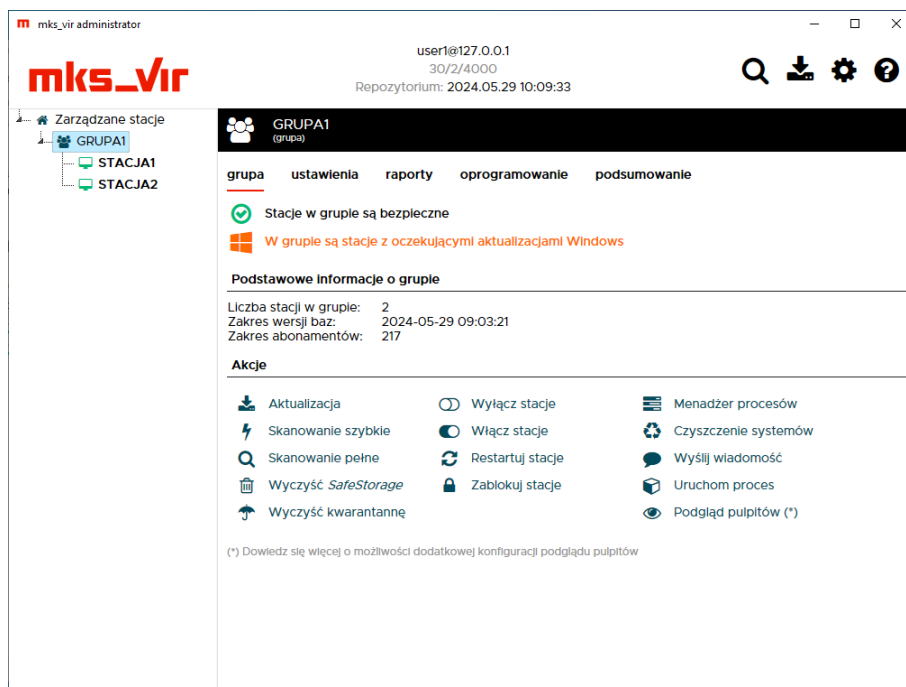 mks_vir administrator
mks_vir
user1@127.0.0.1
30/2/4000
Repozytorium: 2024.05.29 10:09:33
Zarządzane stacje
GRUPA1
STACJA1
STACJA2
GRUPA1
(grupa)
grupa ustawienia raporty oprogramowanie podsumowanie
Stacje w grupie są bezpieczne
W grupie są stacje z oczekującymi aktualizacjami Windows
Podstawowe informacje o grupie
Liczba stacji w grupie: 2
Zakres wersji baz: 2024-05-29 09:03:21
Zakres abonamentów: 217
Akcje
Aktualizacja Wyłącz stacje Menadżer procesów
Skanowanie szybkie Włącz stacje Czyszczenie systemów
Skanowanie pełne Restartuj stacje Wyślij wiadomość
Wyczyść SafeStorage Zablokuj stacje Uruchom proces
Wyczyść kwarantannę Podgląd pulpitów (*)
(*) Dowiedz się więcej o możliwości dodatkowej konfiguracji podglądu pulpitów